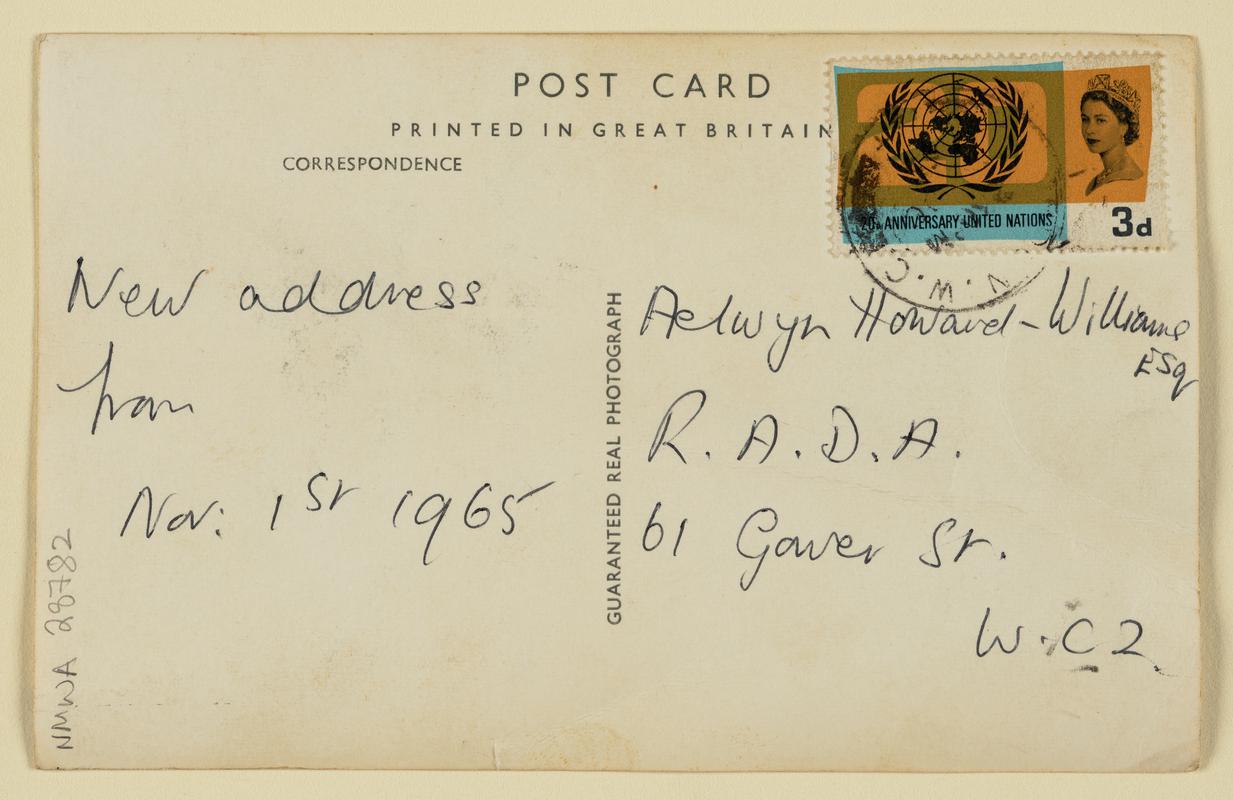 POST CARD
PRINTED IN GREAT BRITAIN
CORRESPONDENCE
20th ANNIVERSARY·UNITED NATIONS
3d
W.C
New address
from
Nov: 1st 1965
GUARANTEED REAL PHOTOGRAPH
Aelwyn Howard-Williams
Esq
R. A. D. A.
61 Gower St.
W.C2
NMWA 28782